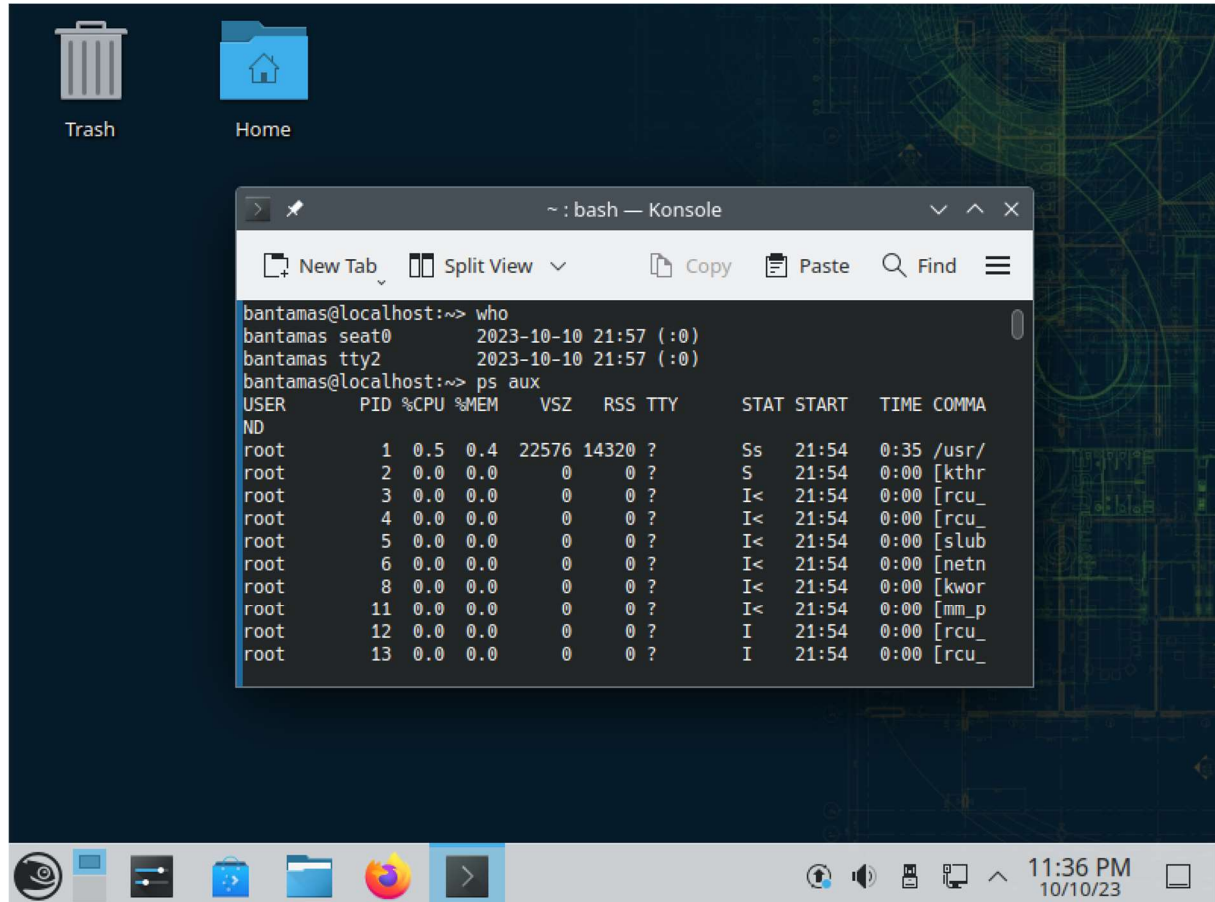 Trash
Home
~ : bash — Konsole
New Tab Split View Copy Paste Find
bantamas@localhost:~> who
bantamas seat0        2023-10-10 21:57 (:0)
bantamas tty2         2023-10-10 21:57 (:0)
bantamas@localhost:~> ps aux
USER       PID %CPU %MEM    VSZ   RSS TTY      STAT START   TIME COMMA
ND
root         1  0.5  0.4  22576 14320 ?        Ss   21:54   0:35 /usr/
root         2  0.0  0.0      0     0 ?        S    21:54   0:00 [kthr
root         3  0.0  0.0      0     0 ?        I<   21:54   0:00 [rcu_
root         4  0.0  0.0      0     0 ?        I<   21:54   0:00 [rcu_
root         5  0.0  0.0      0     0 ?        I<   21:54   0:00 [slub
root         6  0.0  0.0      0     0 ?        I<   21:54   0:00 [netn
root         8  0.0  0.0      0     0 ?        I<   21:54   0:00 [kwor
root        11  0.0  0.0      0     0 ?        I<   21:54   0:00 [mm_p
root        12  0.0  0.0      0     0 ?        I    21:54   0:00 [rcu_
root        13  0.0  0.0      0     0 ?        I    21:54   0:00 [rcu_
11:36 PM
10/10/23